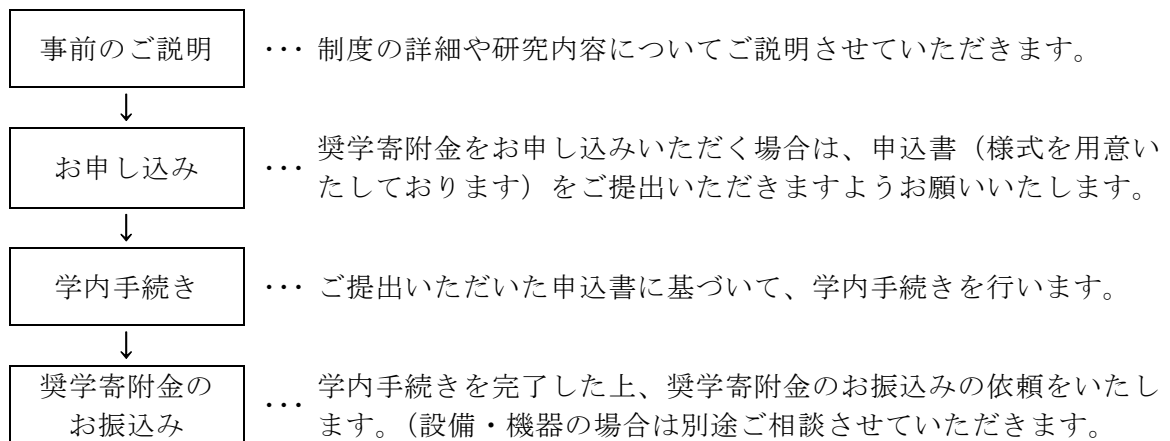 事前のご説明 ・・・ 制度の詳細や研究内容についてご説明させていただきます。
↓
お申し込み ・・・ 奨学寄附金をお申し込みいただく場合は、申込書（様式を用意い
たしております）をご提出いただきますようお願いいたします。
↓
学内手続き ・・・ ご提出いただいた申込書に基づいて、学内手続きを行います。
↓
奨学寄附金の
お振込み ・・・ 学内手続きを完了した上、奨学寄附金のお振込みの依頼をいたし
ます。（設備・機器の場合は別途ご相談させていただきます。